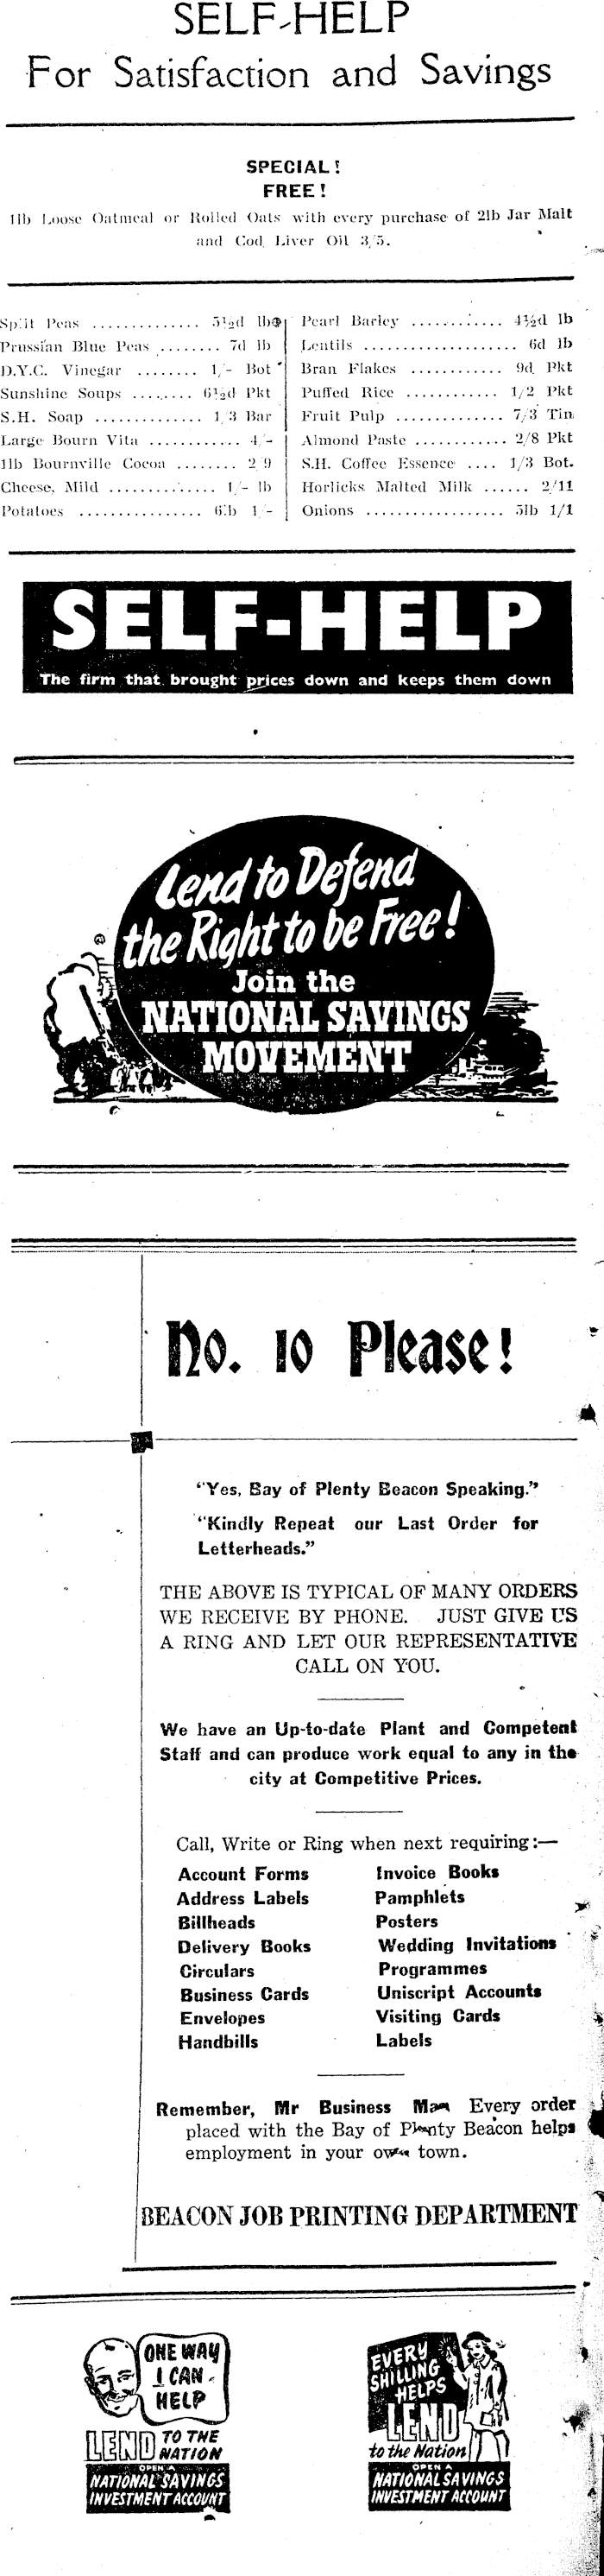 SELF-HELP
For Satisfaction and Savings
SPECIAL!
FREE!
1lb Loose Oatmeal or Rolled Oats with every purchase of 2lb Jar Malt
and Cod Liver Oil 3/5.
Split Peas .............. 5½d lb
Prussian Blue Peas ........ 7d lb
D.Y.C. Vinegar ........ 1/- Bot
Sunshine Soups ........ 6½d Pkt
S.H. Soap .............. 1/3 Bar
Large Bourn Vita ............ 4/-
1lb Bournville Cocoa ........ 2/9
Cheese, Mild .............. 1/- lb
Potatoes ................ 6lb 1/-
Pearl Barley ............ 4½d lb
Lentils .................... 6d lb
Bran Flakes ............ 9d Pkt
Puffed Rice ............ 1/2 Pkt
Fruit Pulp .............. 7/3 Tin
Almond Paste ............ 2/8 Pkt
S.H. Coffee Essence .... 1/3 Bot.
Horlicks Malted Milk ...... 2/11
Onions .................. 5lb 1/1
SELF-HELP
The firm that brought prices down and keeps them down
Lend to Defend
the Right to be Free!
Join the
NATIONAL SAVINGS
MOVEMENT
No. 10 Please!
"Yes, Bay of Plenty Beacon Speaking."
"Kindly Repeat our Last Order for
Letterheads."
THE ABOVE IS TYPICAL OF MANY ORDERS
WE RECEIVE BY PHONE. JUST GIVE US
A RING AND LET OUR REPRESENTATIVE
CALL ON YOU.
We have an Up-to-date Plant and Competent
Staff and can produce work equal to any in the
city at Competitive Prices.
Call, Write or Ring when next requiring:—
Account Forms
Address Labels
Billheads
Delivery Books
Circulars
Business Cards
Envelopes
Handbills
Invoice Books
Pamphlets
Posters
Wedding Invitations
Programmes
Uniscript Accounts
Visiting Cards
Labels
Remember, Mr Business Man Every order
placed with the Bay of Plenty Beacon helps
employment in your own town.
BEACON JOB PRINTING DEPARTMENT
ONE WAY
I CAN
HELP
LEND TO THE
NATION
OPEN A
NATIONAL SAVINGS
INVESTMENT ACCOUNT
EVERY
SHILLING
HELPS
LEND
to the Nation
OPEN A
NATIONAL SAVINGS
INVESTMENT ACCOUNT